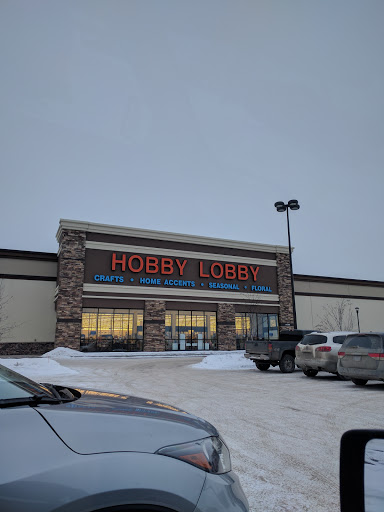 HOBBY LOBBY
CRAFTS • HOME ACCENTS • SEASONAL • FLORAL